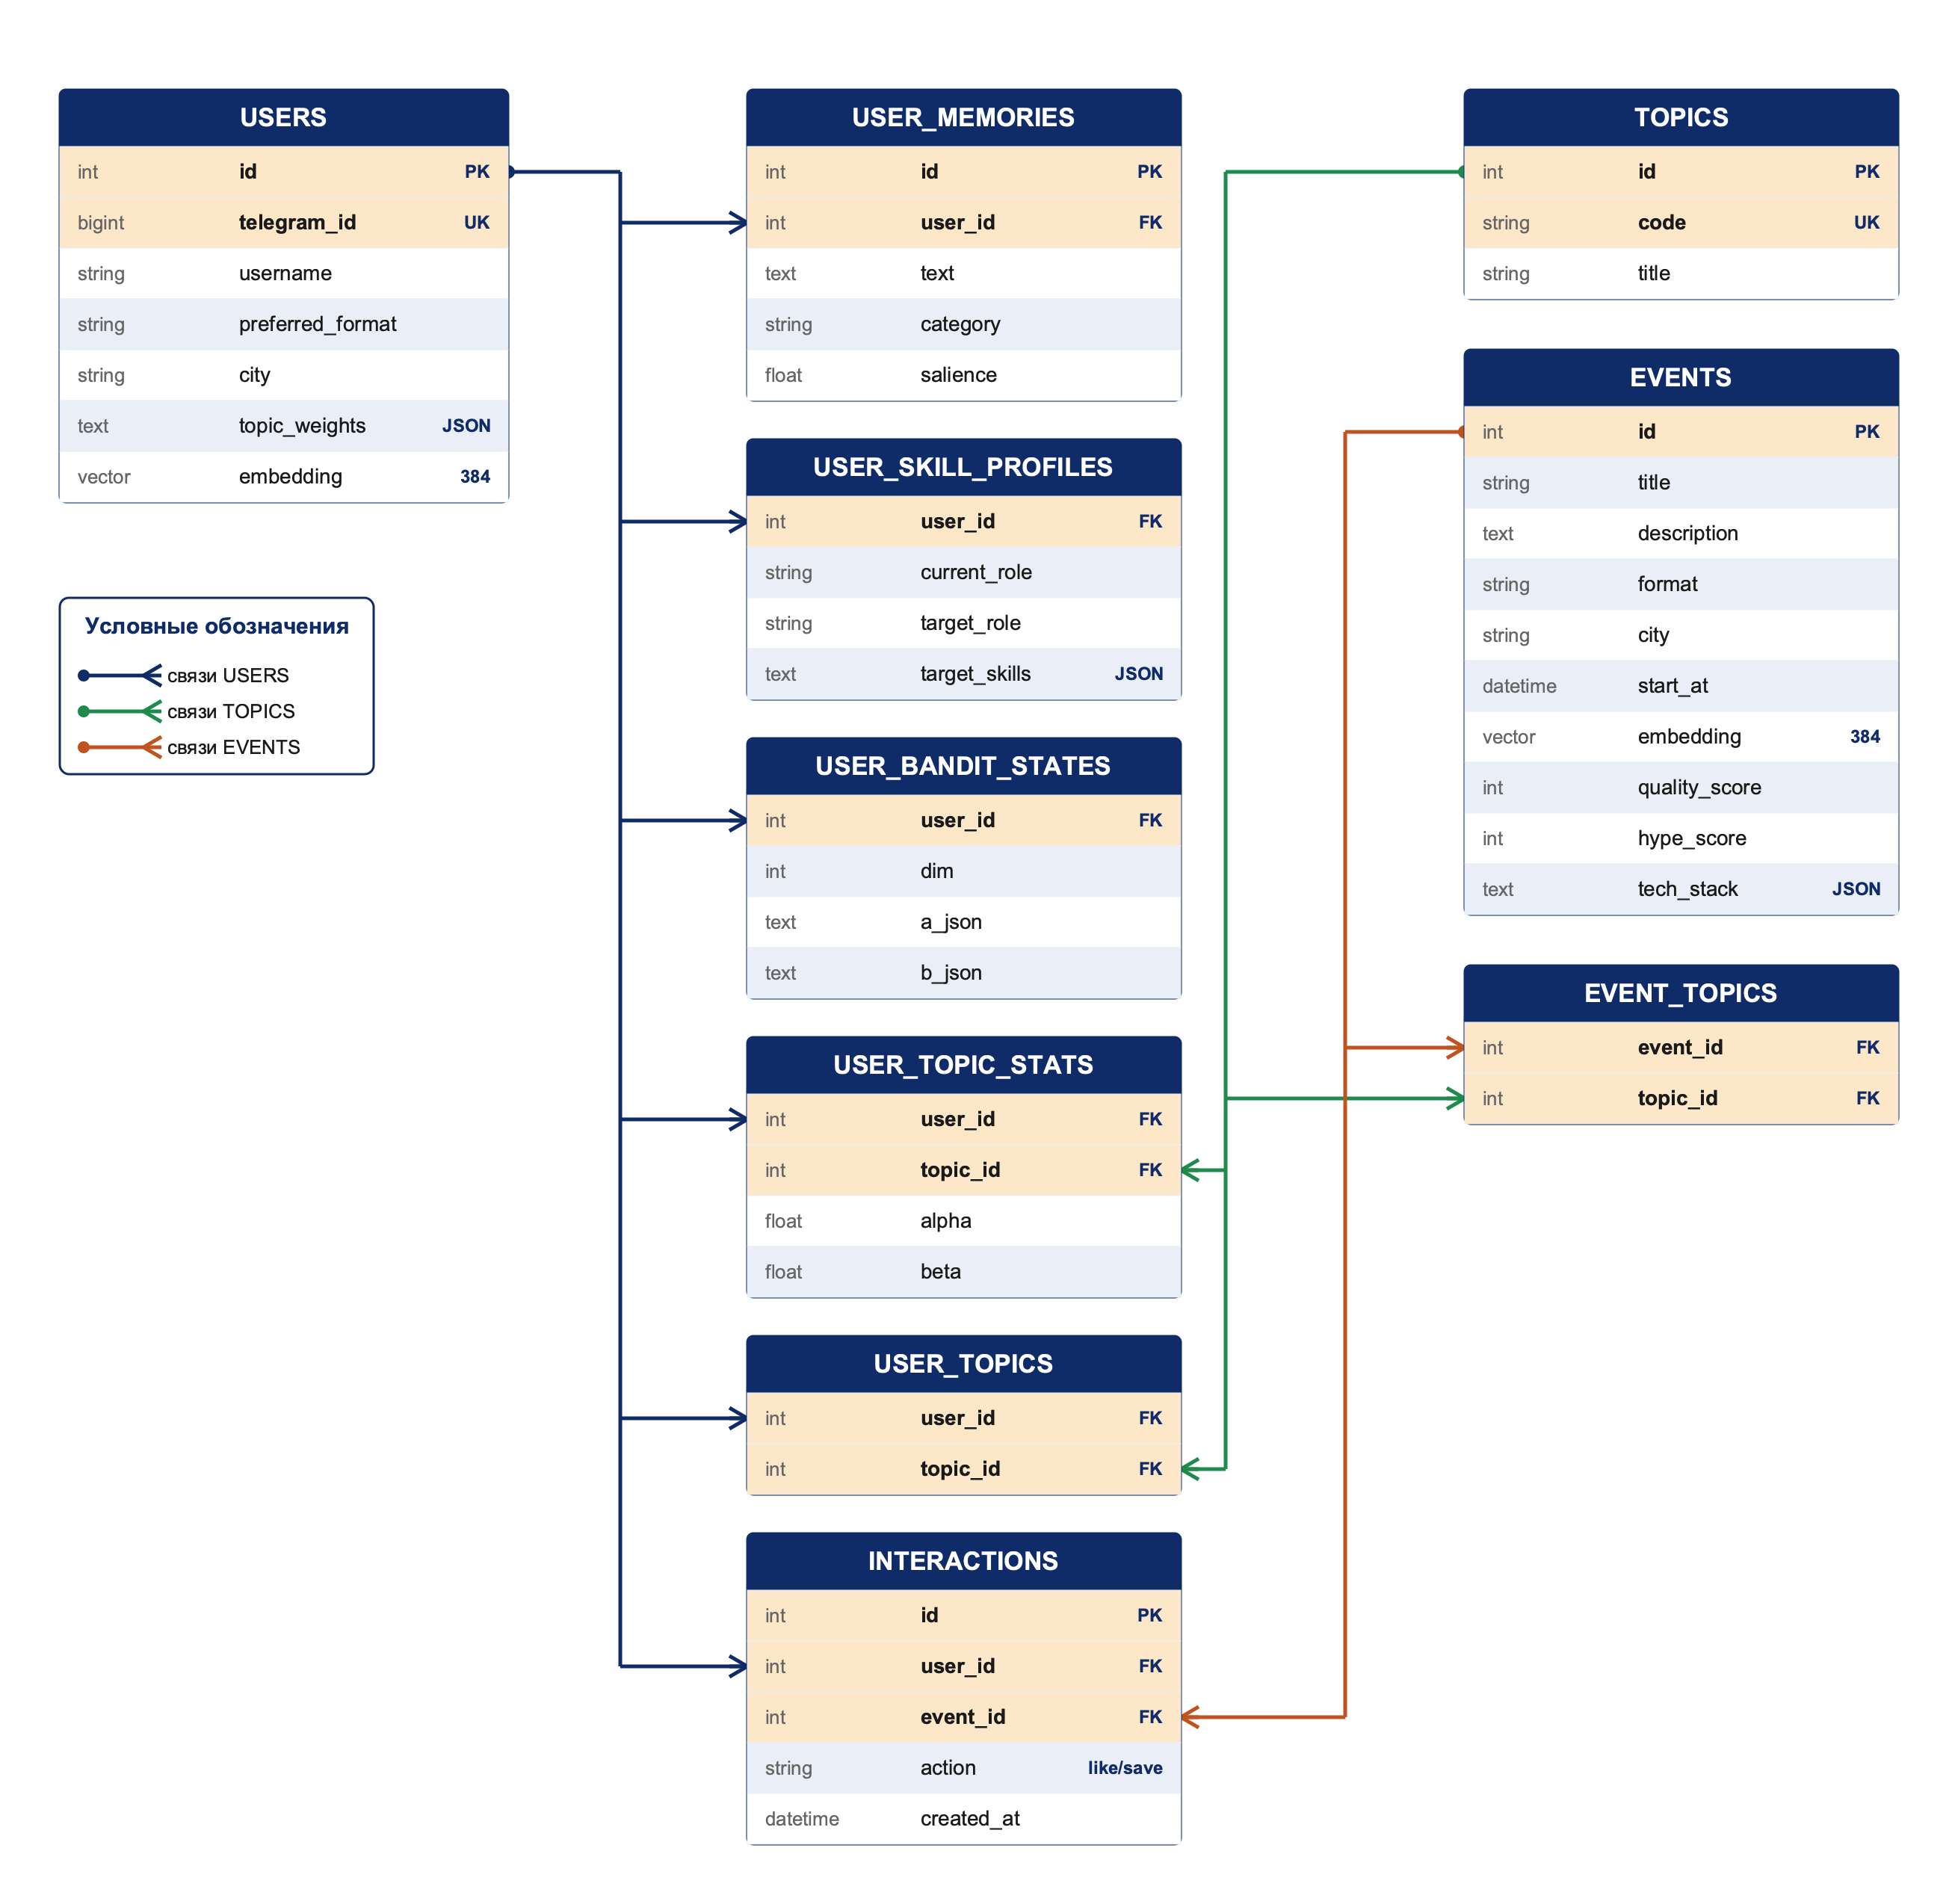 USERS
int id PK
bigint telegram_id UK
string username
string preferred_format
string city
text topic_weights JSON
vector embedding 384
Условные обозначения
связи USERS
связи TOPICS
связи EVENTS
USER_MEMORIES
int id PK
int user_id FK
text text
string category
float salience
USER_SKILL_PROFILES
int user_id FK
string current_role
string target_role
text target_skills JSON
USER_BANDIT_STATES
int user_id FK
int dim
text a_json
text b_json
USER_TOPIC_STATS
int user_id FK
int topic_id FK
float alpha
float beta
USER_TOPICS
int user_id FK
int topic_id FK
INTERACTIONS
int id PK
int user_id FK
int event_id FK
string action like/save
datetime created_at
TOPICS
int id PK
string code UK
string title
EVENTS
int id PK
string title
text description
string format
string city
datetime start_at
vector embedding 384
int quality_score
int hype_score
text tech_stack JSON
EVENT_TOPICS
int event_id FK
int topic_id FK